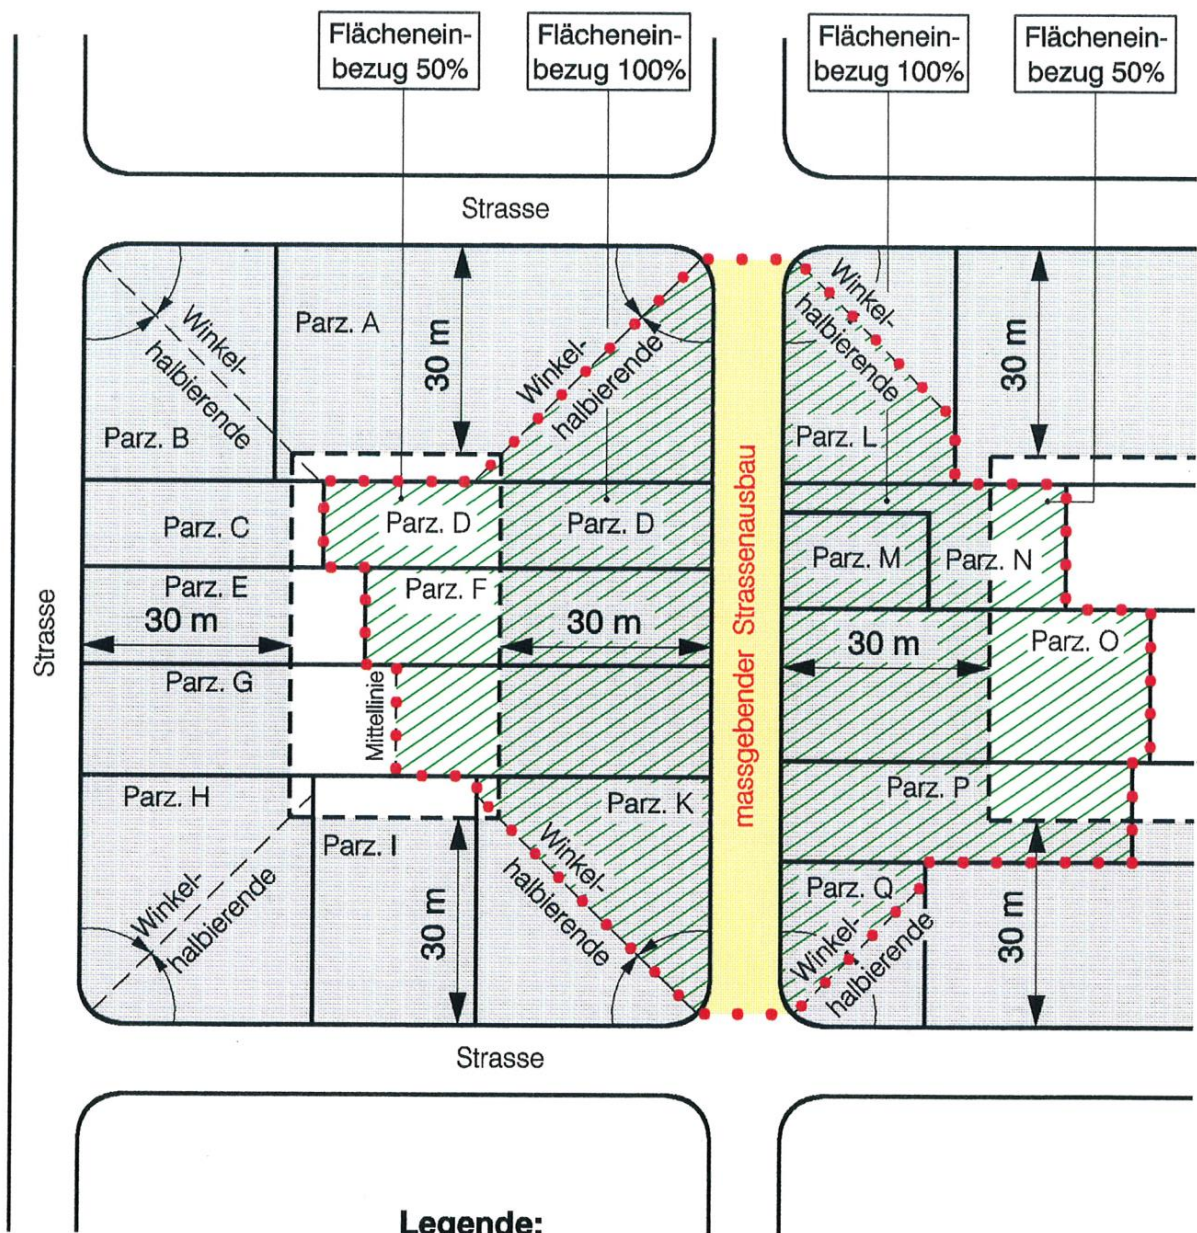 Flächenein-
bezug 50%
Flächenein-
bezug 100%
Flächenein-
bezug 100%
Flächenein-
bezug 50%
Strasse
Parz. A
30 m
Winkel-
halbierende
Parz. B
Winkel-
halbierende
Winkel-
halbierende
30 m
Parz. L
Parz. C
Parz. D
Parz. D
Parz. M
Parz. N
Parz. E
30 m
Parz. F
30 m
30 m
Parz. O
Strasse
Parz. G
Mittellinie
massgebender Strassenausbau
Parz. H
Parz. I
Parz. K
Parz. P
Winkel-
halbierende
30 m
Winkel-
halbierende
Parz. Q
Winkel-
halbierende
30 m
Strasse
Legende: